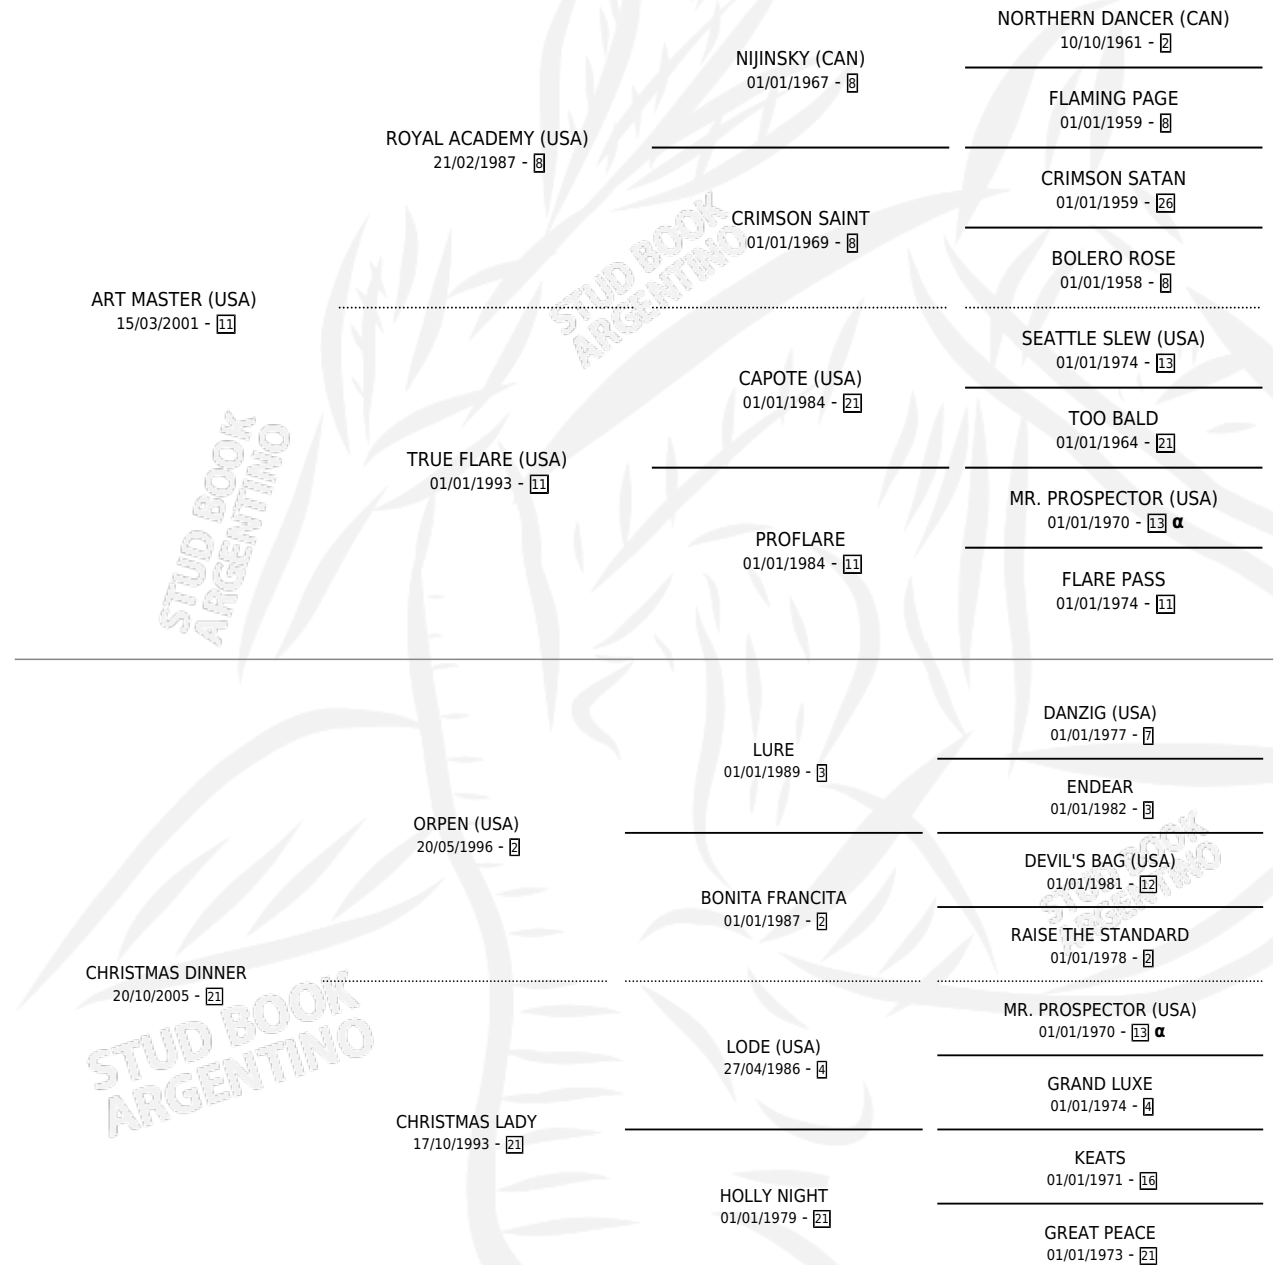 NORTHERN DANCER (CAN)
10/10/1961 - 2
NIJINSKY (CAN)
01/01/1967 - 8
FLAMING PAGE
01/01/1959 - 8
ROYAL ACADEMY (USA)
21/02/1987 - 8
CRIMSON SATAN
01/01/1959 - 26
CRIMSON SAINT
01/01/1969 - 8
BOLERO ROSE
01/01/1958 - 8
STUD BOOK
ARGENTINO
ART MASTER (USA)
15/03/2001 - 11
SEATTLE SLEW (USA)
01/01/1974 - 13
CAPOTE (USA)
01/01/1984 - 21
TOO BALD
01/01/1964 - 21
TRUE FLARE (USA)
01/01/1993 - 11
MR. PROSPECTOR (USA)
01/01/1970 - 13 α
PROFLARE
01/01/1984 - 11
FLARE PASS
01/01/1974 - 11
STUD BOOK
ARGENTINO
DANZIG (USA)
01/01/1977 - 7
LURE
01/01/1989 - 3
ENDEAR
01/01/1982 - 3
ORPEN (USA)
20/05/1996 - 2
DEVIL'S BAG (USA)
01/01/1981 - 12
BONITA FRANCITA
01/01/1987 - 2
RAISE THE STANDARD
01/01/1978 - 2
STUD BOOK
ARGENTINO
CHRISTMAS DINNER
20/10/2005 - 21
MR. PROSPECTOR (USA)
01/01/1970 - 13 α
LODE (USA)
27/04/1986 - 4
GRAND LUXE
01/01/1974 - 4
CHRISTMAS LADY
17/10/1993 - 21
KEATS
01/01/1971 - 16
HOLLY NIGHT
01/01/1979 - 21
GREAT PEACE
01/01/1973 - 21
STUD BOOK
ARGENTINO